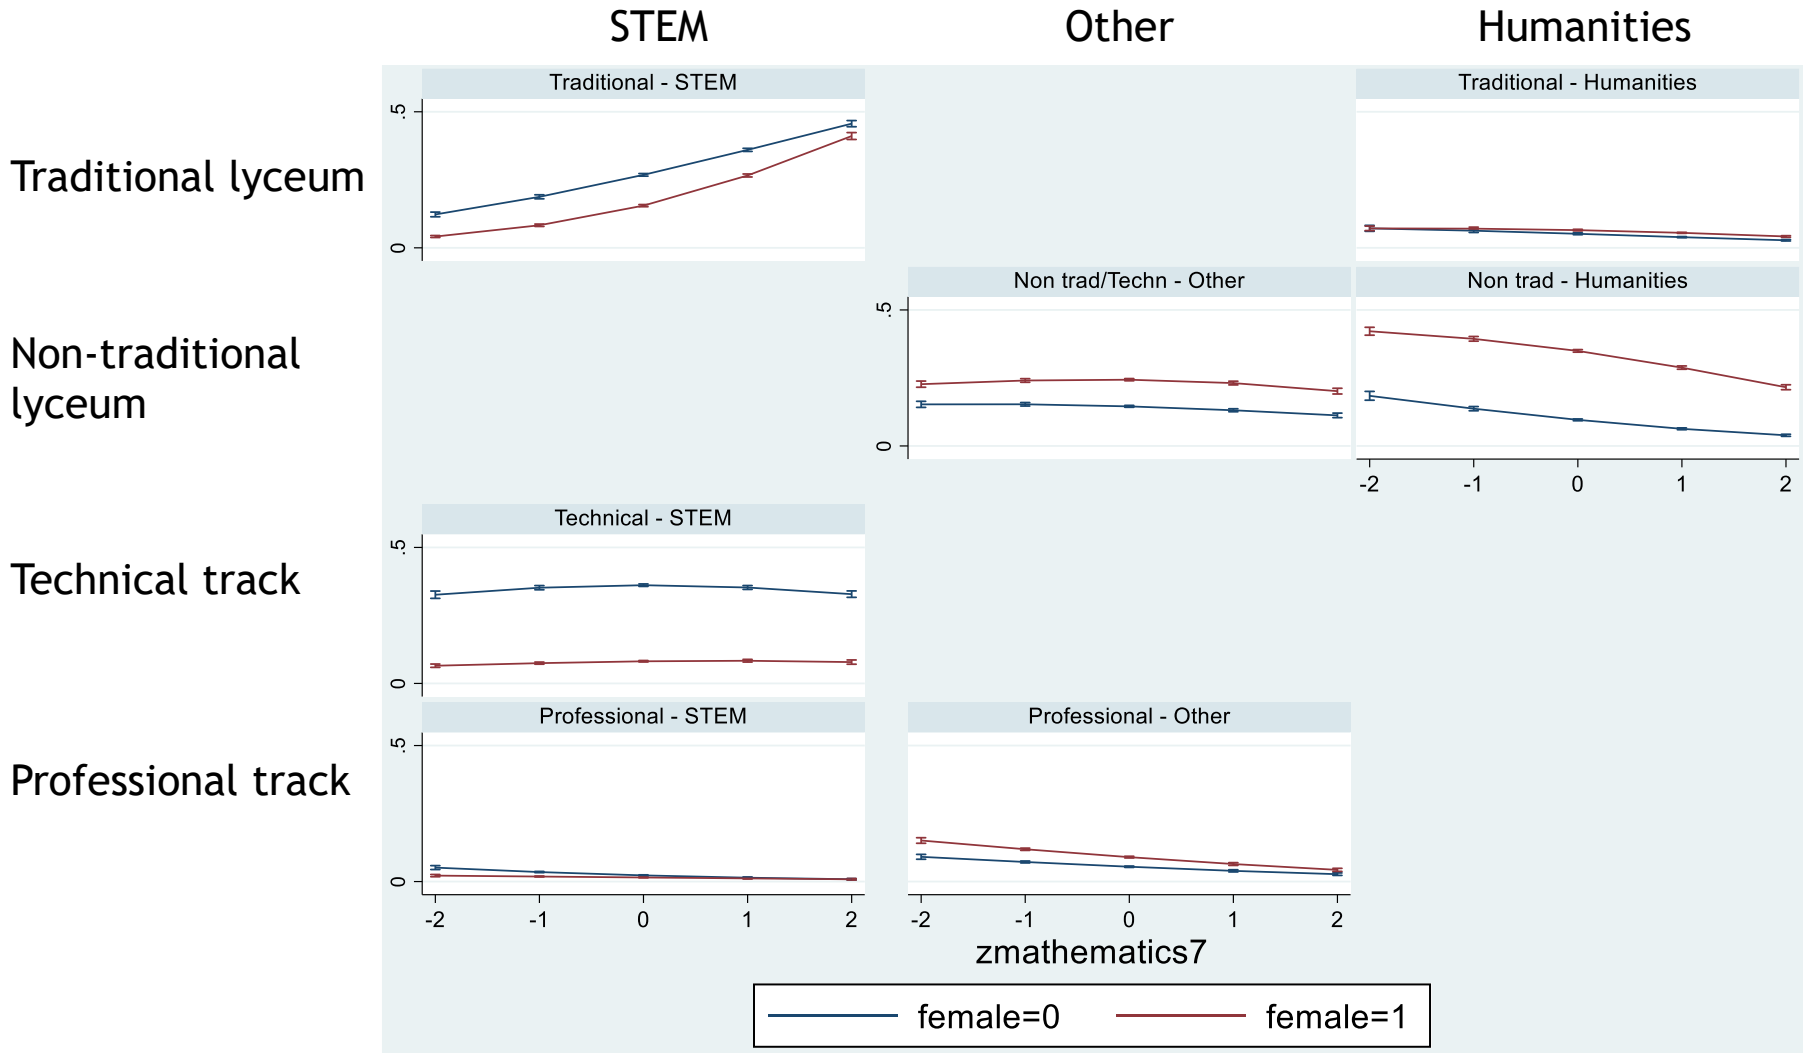 STEM Other Humanities
Traditional - STEM
Traditional - Humanities
.5
0
Traditional lyceum
Non trad/Techn - Other
Non trad - Humanities
.5
0
-2 -1 0 1 2
Non-traditional
lyceum
Technical - STEM
.5
0
Technical track
Professional - STEM
Professional - Other
.5
0
Professional track
-2 -1 0 1 2
-2 -1 0 1 2
zmathematics7
female=0 female=1